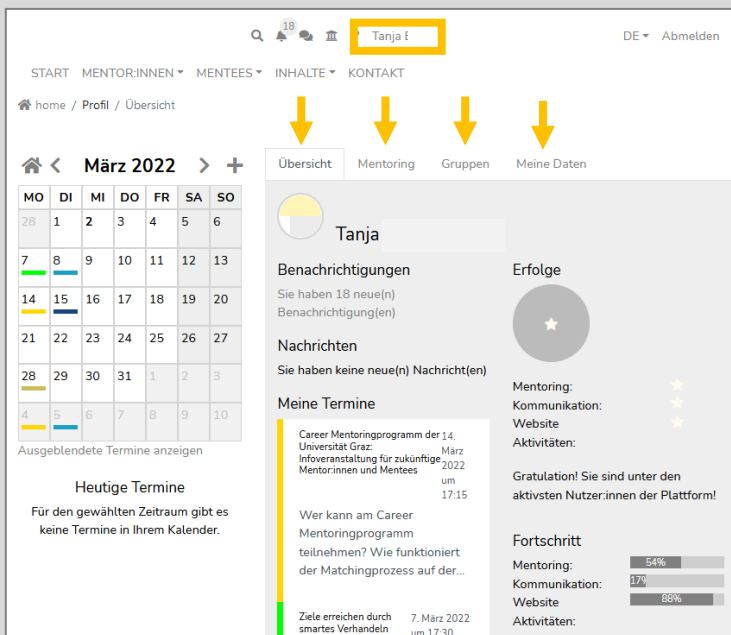 18
Tanja
DE Abmelden
START MENTOR:INNEN MENTEES INHALTE KONTAKT
home / Profil / Übersicht
März 2022
MO DI MI DO FR SA SO
28 1 2 3 4 5 6
7 8 9 10 11 12 13
14 15 16 17 18 19 20
21 22 23 24 25 26 27
28 29 30 31 1 2 3
4 5 6 7 8 9 10
Ausgeblendete Termine anzeigen
Heutige Termine
Für den gewählten Zeitraum gibt es
keine Termine in Ihrem Kalender.
Übersicht Mentoring Gruppen Meine Daten
Tanja
Benachrichtigungen
Sie haben 18 neue(n)
Benachrichtigung(en)
Nachrichten
Sie haben keine neue(n) Nachricht(en)
Meine Termine
Career Mentoringprogramm der
Universität Graz:
Infoveranstaltung für zukünftige
Mentor:innen und Mentees
14.
März
2022
um
17:15
Wer kann am Career
Mentoringprogramm
teilnehmen? Wie funktioniert
der Matchingprozess auf der...
Ziele erreichen durch
smartes Verhandeln
7. März 2022
um 17:30
Erfolge
Mentoring:
Kommunikation:
Website
Aktivitäten:
Gratulation! Sie sind unter den
aktivsten Nutzer:innen der Plattform!
Fortschritt
Mentoring: 54%
Kommunikation: 17%
Website 88%
Aktivitäten: